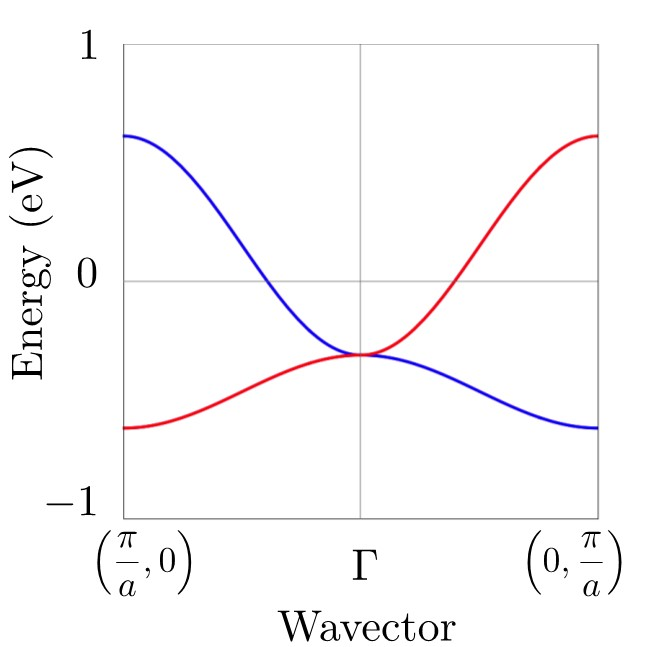 1
Energy (eV)
0
−1
(π/a, 0)
Γ
(0, π/a)
Wavector